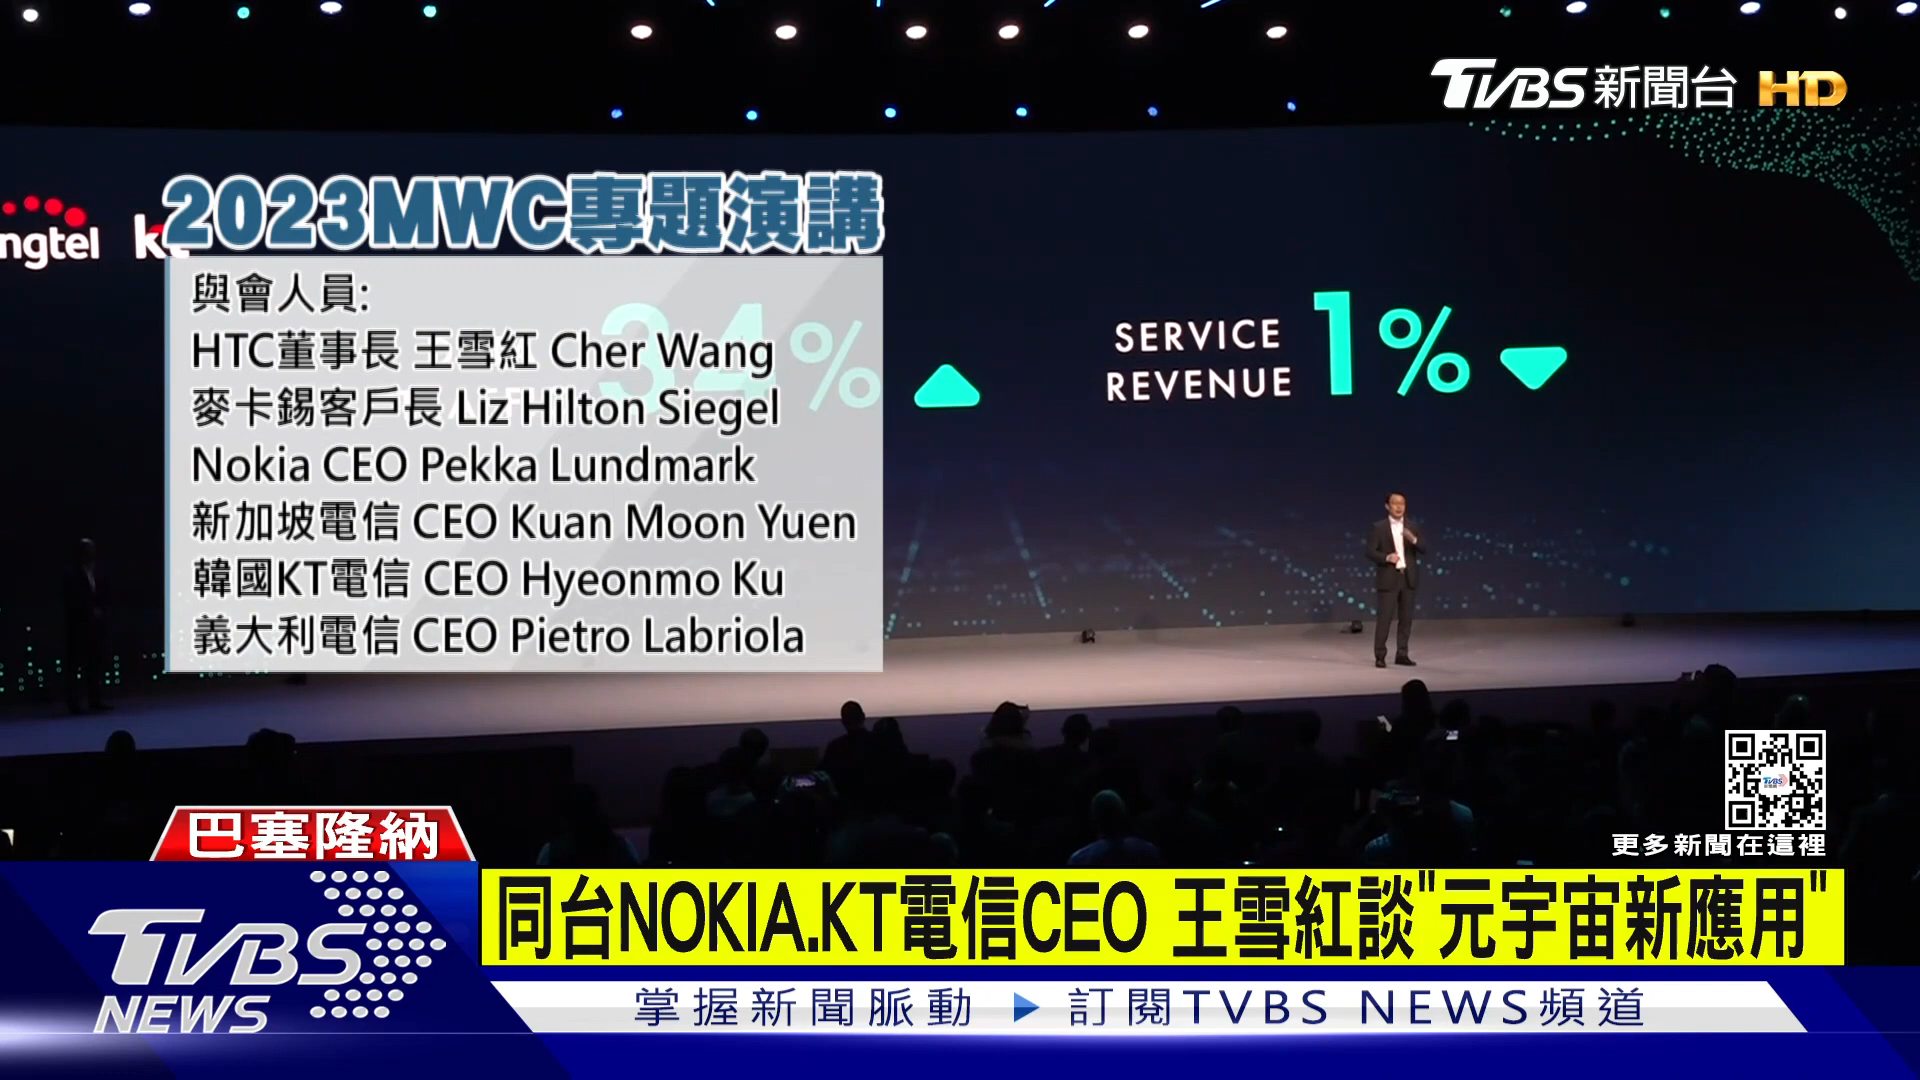 TVBS新聞台 HD
ngtel kt
2023MWC專題演講
與會人員:
HTC董事長 王雪紅 Cher Wang
麥卡錫客戶長 Liz Hilton Siegel
Nokia CEO Pekka Lundmark
新加坡電信 CEO Kuan Moon Yuen
韓國KT電信 CEO Hyeonmo Ku
義大利電信 CEO Pietro Labriola
34%
SERVICE
REVENUE
1%
TVBS
更多新聞在這裡
巴塞隆納
TVBS
NEWS
同台NOKIA.KT電信CEO 王雪紅談"元宇宙新應用"
掌握新聞脈動 ▶ 訂閱TVBS NEWS頻道